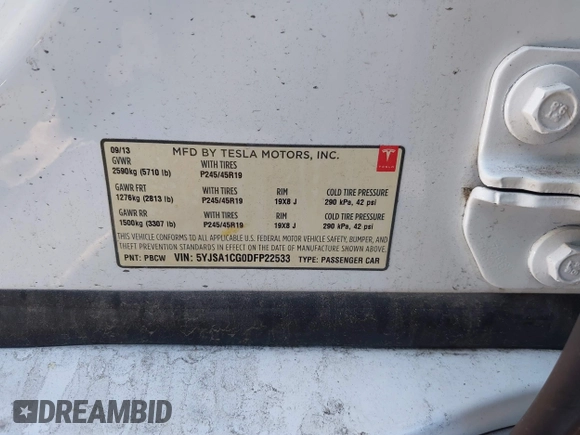 09/13 MFD BY TESLA MOTORS, INC.
GVWR WITH TIRES
2590kg (5710 lb) P245/45R19
GAWR FRT WITH TIRES RIM COLD TIRE PRESSURE
1276kg (2813 lb) P245/45R19 19X8 J 290 kPa, 42 psi
GAWR RR WITH TIRES RIM COLD TIRE PRESSURE
1500kg (3307 lb) P245/45R19 19X8 J 290 kPa, 42 psi
THIS VEHICLE CONFORMS TO ALL APPLICABLE U.S. FEDERAL MOTOR VEHICLE SAFETY, BUMPER, AND
THEFT PREVENTION STANDARDS IN EFFECT ON THE DATE OF MANUFACTURE SHOWN ABOVE.
PNT: PBCW VIN: 5YJSA1CG0DFP22533 TYPE: PASSENGER CAR
TESLA
DREAMBID